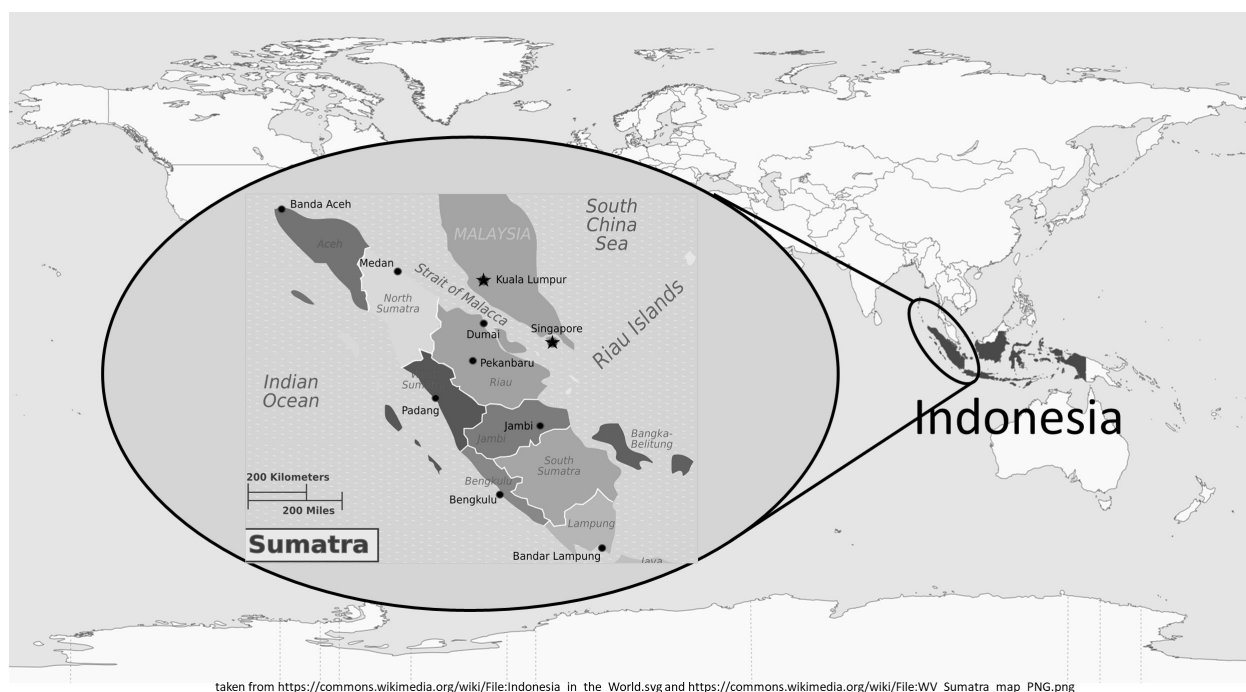 South
China
Sea
Banda Aceh
MALAYSIA
Aceh
Medan
Strait of Malacca
Kuala Lumpur
North
Sumatra
Singapore
Dumai
Riau Islands
Pekanbaru
Riau
Indian
Ocean
Padang
Jambi
Jambi
Bangka-
Belitung
South
Sumatra
Bengkulu
Bengkulu
200 Kilometers
200 Miles
Lampung
Sumatra
Bandar Lampung
Indonesia
taken from https://commons.wikimedia.org/wiki/File:Indonesia_in_the_World.svg and https://commons.wikimedia.org/wiki/File:WV_Sumatra_map_PNG.png